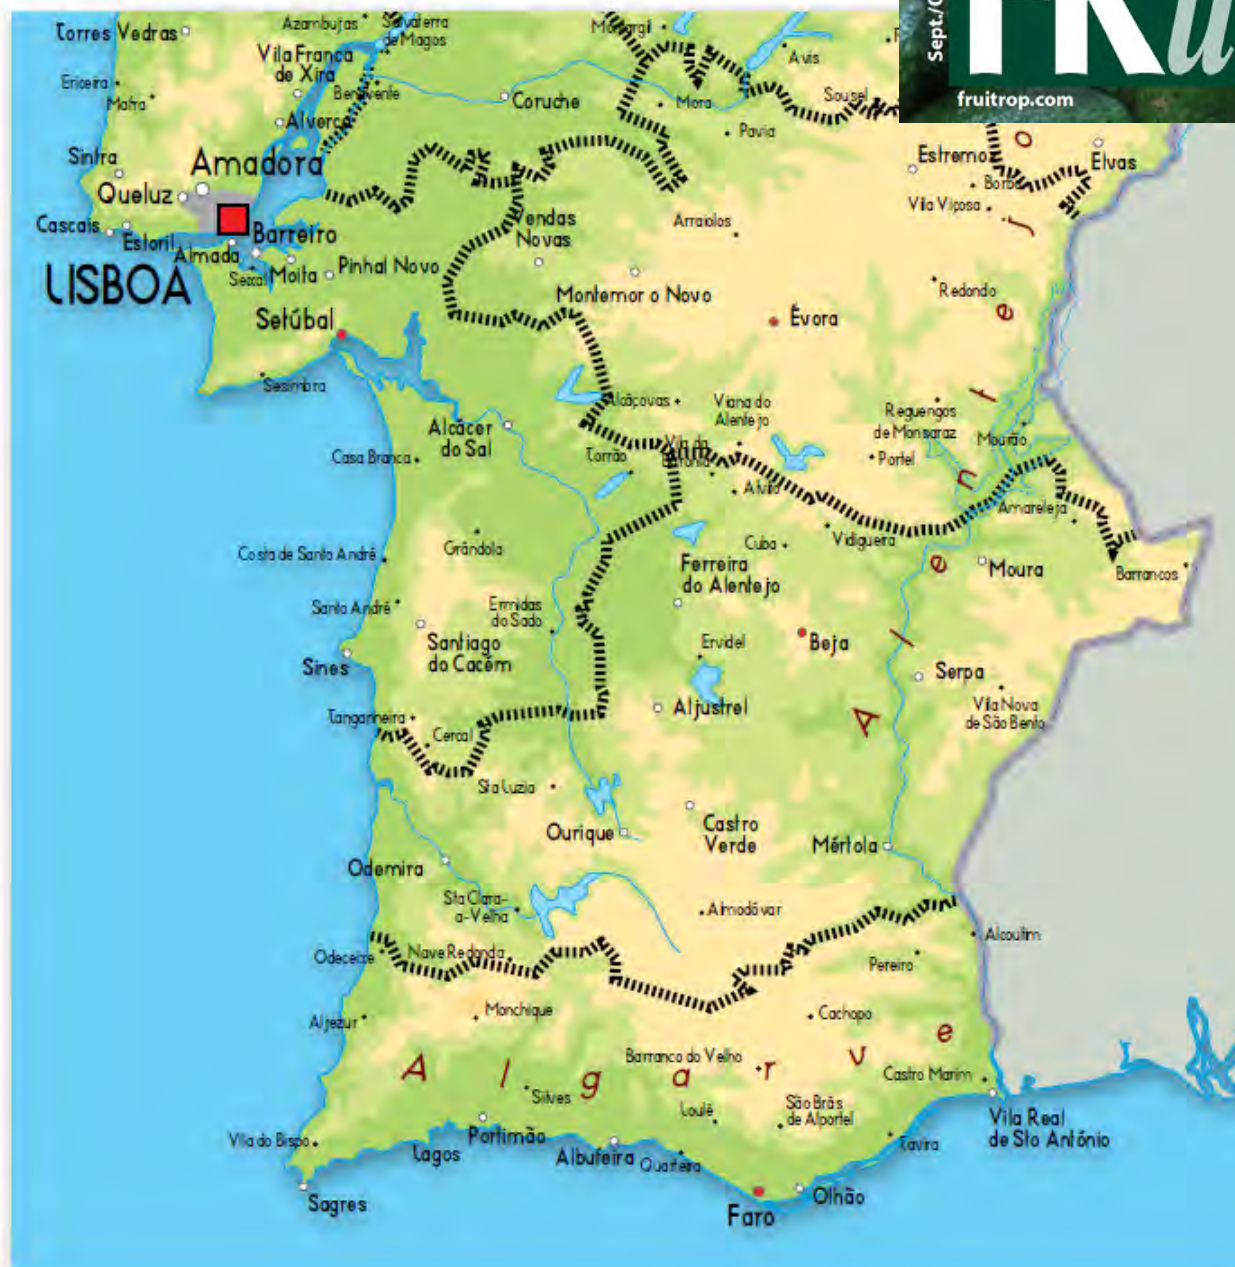 Azambujas
Salvaterra
de Magos
Torres Vedras
Avis
Vila Franca
de Xira
Ericeira
Mafra
Benavente
Coruche
Mora
Sousel
Sept./
fruitrop.com
Alverca
Pavia
Sintra
Amadora
Estremoz
Elvas
Queluz
Borba
Vila Viçosa
Cascais
Estoril
Almada
Barreiro
Vendas
Novas
Arraiolos
LISBOA
Moita
Pinhal Novo
Montemor o Novo
Redondo
Setúbal
Évora
Sesimbra
Alcáçovas
Viana do
Alentejo
Reguengos
de Monsaraz
Mourão
Alcácer
do Sal
Casa Branca
Torrão
Portel
Alvito
Amareleja
Grândola
Cuba
Vidigueira
Costa de Santo André
Ferreira
do Alentejo
Moura
Barrancos
Santo André
Ermidas
do Sado
Santiago
do Cacém
Ervidel
Beja
Sines
Serpa
Aljustrel
Vila Nova
de São Bento
Tanganheira
Cercal
Alentejo
Sta Luzia
Ourique
Castro
Verde
Mértola
Odemira
Sta Clara-
a-Velha
Almodôvar
Alcoutim
Odeceixe
Nave Redonda
Pereiro
Monchique
Aljezur
Cachopo
Barranco do Velho
Algarve
Castro Marim
Silves
Loulé
São Brãs
de Alportel
Vila Real
de Sto António
Vila do Bispo
Portimão
Lagos
Albufeira
Quarteira
Tavira
Sagres
Olhão
Faro